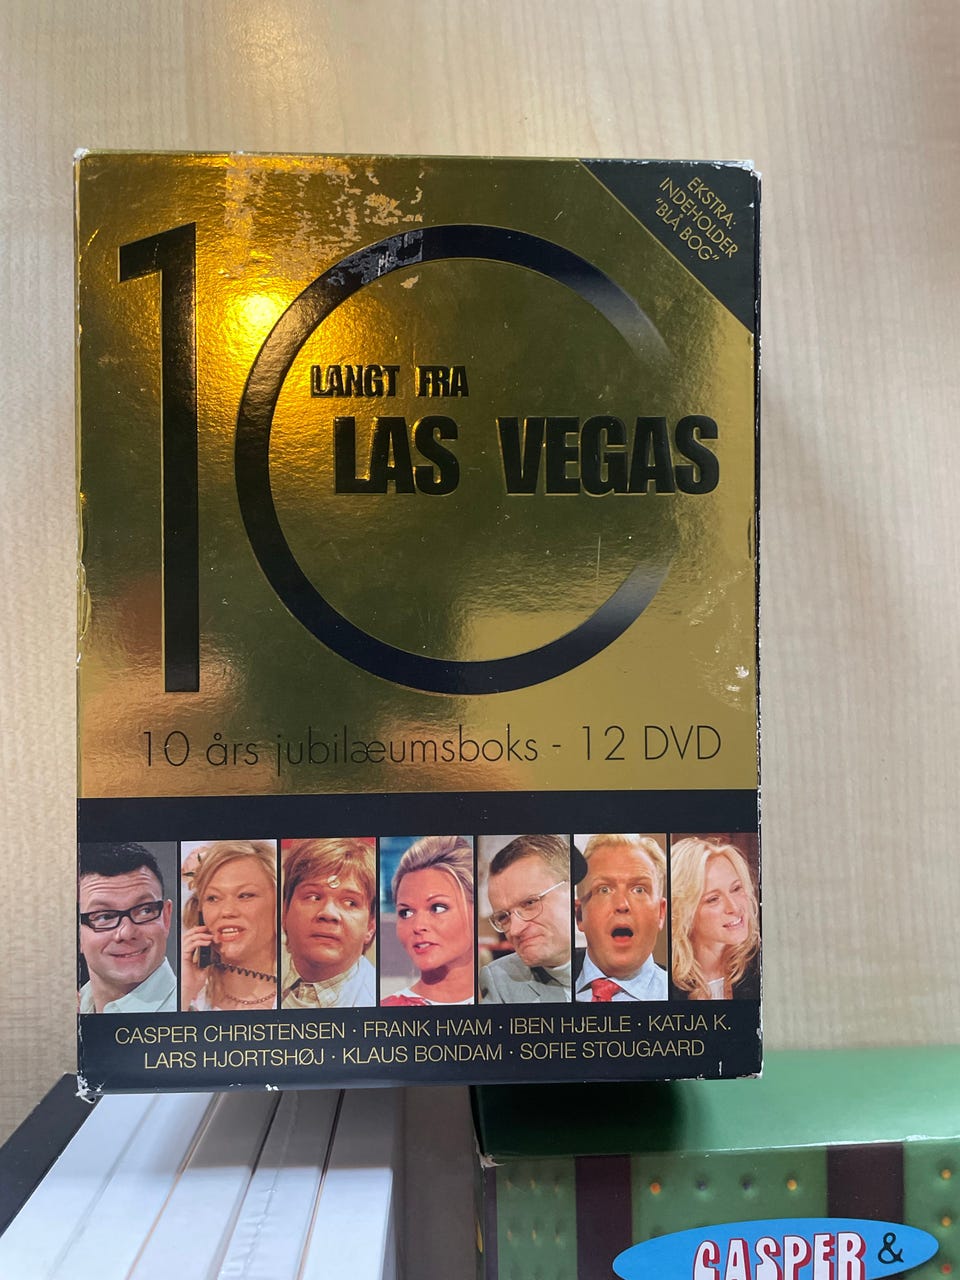 EKSTRA:
INDEHOLDER
"BLÅ BOG"
10
LANGT FRA
LAS VEGAS
10 års jubilæumsboks - 12 DVD
CASPER CHRISTENSEN · FRANK HVAM · IBEN HJEJLE · KATJA K.
LARS HJORTSHØJ · KLAUS BONDAM · SOFIE STOUGAARD
CASPER &